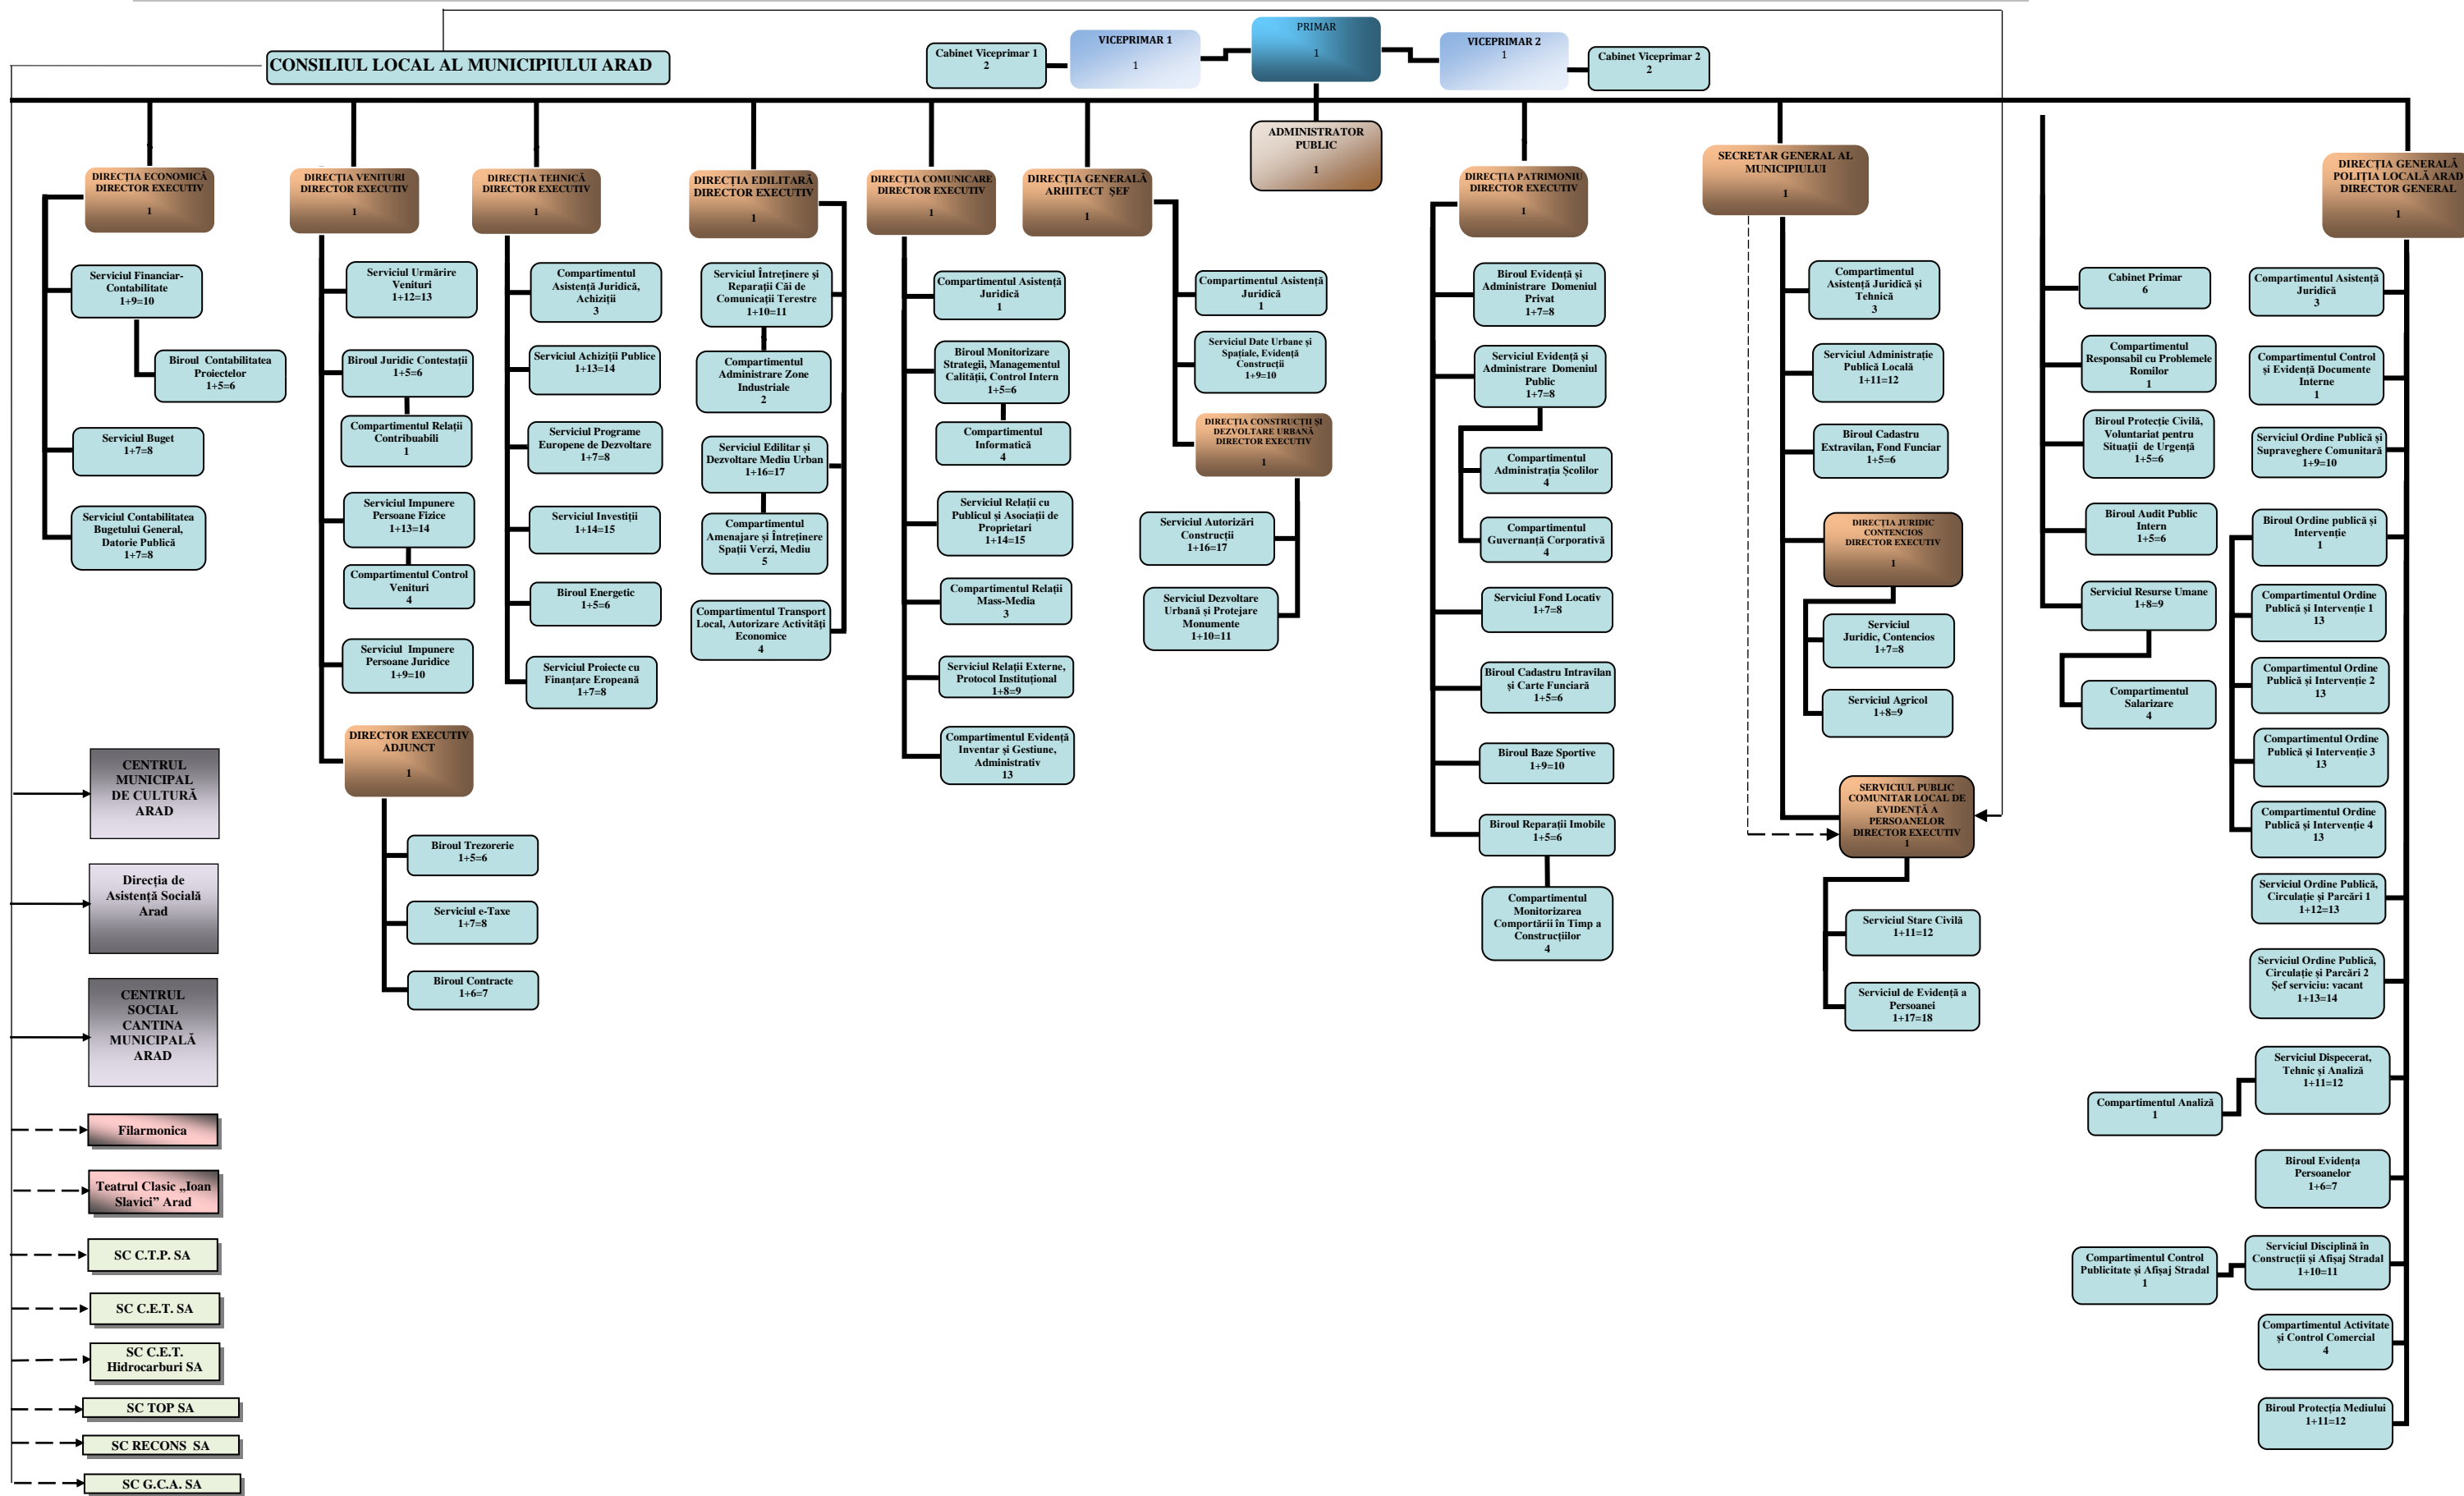 PRIMAR
1
VICEPRIMAR 1
1
VICEPRIMAR 2
1
Cabinet Viceprimar 1
2
Cabinet Viceprimar 2
2
CONSILIUL LOCAL AL MUNICIPIULUI ARAD
ADMINISTRATOR
PUBLIC
1
DIRECȚIA ECONOMICĂ
DIRECTOR EXECUTIV
1
Serviciul Financiar-
Contabilitate
1+9=10
Biroul Contabilitatea
Proiectelor
1+5=6
Serviciul Buget
1+7=8
Serviciul Contabilitatea
Bugetului General,
Datorie Publică
1+7=8
DIRECȚIA VENITURI
DIRECTOR EXECUTIV
1
Serviciul Urmărire
Venituri
1+12=13
Biroul Juridic Contestații
1+5=6
Compartimentul Relații
Contribuabili
1
Serviciul Impunere
Persoane Fizice
1+13=14
Compartimentul Control
Venituri
4
Serviciul Impunere
Persoane Juridice
1+9=10
DIRECTOR EXECUTIV
ADJUNCT
1
Biroul Trezorerie
1+5=6
Serviciul e-Taxe
1+7=8
Biroul Contracte
1+6=7
DIRECȚIA TEHNICĂ
DIRECTOR EXECUTIV
1
Compartimentul
Asistență Juridică,
Achiziții
3
Serviciul Achiziții Publice
1+13=14
Serviciul Programe
Europene de Dezvoltare
1+7=8
Serviciul Investiții
1+14=15
Biroul Energetic
1+5=6
Serviciul Proiecte cu
Finanțare Eropeană
1+7=8
DIRECȚIA EDILITARĂ
DIRECTOR EXECUTIV
1
Serviciul Întreținere și
Reparații Căi de
Comunicații Terestre
1+10=11
Compartimentul
Administrare Zone
Industriale
2
Serviciul Edilitar și
Dezvoltare Mediu Urban
1+16=17
Compartimentul
Amenajare și Întreținere
Spații Verzi, Mediu
5
Compartimentul Transport
Local, Autorizare Activități
Economice
4
DIRECȚIA COMUNICARE
DIRECTOR EXECUTIV
1
Compartimentul Asistență
Juridică
1
Biroul Monitorizare
Strategii, Managementul
Calității, Control Intern
1+5=6
Compartimentul
Informatică
4
Serviciul Relații cu
Publicul și Asociații de
Proprietari
1+14=15
Compartimentul Relații
Mass-Media
3
Serviciul Relații Externe,
Protocol Instituțional
1+8=9
Compartimentul Evidență
Inventar și Gestiune,
Administrativ
13
DIRECȚIA GENERALĂ
ARHITECT ȘEF
1
Compartimentul Asistență
Juridică
1
Serviciul Date Urbane și
Spațiale, Evidență
Construcții
1+9=10
DIRECȚIA CONSTRUCȚII ȘI
DEZVOLTARE URBANĂ
DIRECTOR EXECUTIV
1
Serviciul Autorizări
Construcții
1+16=17
Serviciul Dezvoltare
Urbană și Protejare
Monumente
1+10=11
DIRECȚIA PATRIMONIU
DIRECTOR EXECUTIV
1
Biroul Evidență și
Administrare Domeniul
Privat
1+7=8
Serviciul Evidență și
Administrare Domeniul
Public
1+7=8
Compartimentul
Administrația Școlilor
4
Compartimentul
Guvernanță Corporativă
4
Serviciul Fond Locativ
1+7=8
Biroul Cadastru Intravilan
și Carte Funciară
1+5=6
Biroul Baze Sportive
1+9=10
Biroul Reparații Imobile
1+5=6
Compartimentul
Monitorizarea
Comportării în Timp a
Construcțiilor
4
SECRETAR GENERAL AL
MUNICIPIULUI
1
Compartimentul
Asistență Juridică și
Tehnică
3
Serviciul Administrație
Publică Locală
1+11=12
Biroul Cadastru
Extravilan, Fond Funciar
1+5=6
DIRECȚIA JURIDIC
CONTENCIOS
DIRECTOR EXECUTIV
1
Serviciul
Juridic, Contencios
1+7=8
Serviciul Agricol
1+8=9
SERVICIUL PUBLIC
COMUNITAR LOCAL DE
EVIDENȚĂ A
PERSOANELOR
DIRECTOR EXECUTIV
1
Serviciul Stare Civilă
1+11=12
Serviciul de Evidență a
Persoanei
1+17=18
Cabinet Primar
6
Compartimentul
Responsabil cu Problemele
Romilor
1
Biroul Protecție Civilă,
Voluntariat pentru
Situații de Urgență
1+5=6
Biroul Audit Public
Intern
1+5=6
Serviciul Resurse Umane
1+8=9
Compartimentul
Salarizare
4
DIRECȚIA GENERALĂ
POLIȚIA LOCALĂ ARAD
DIRECTOR GENERAL
1
Compartimentul Asistență
Juridică
3
Compartimentul Control
și Evidență Documente
Interne
1
Serviciul Ordine Publică și
Supraveghere Comunitară
1+9=10
Biroul Ordine publică și
Intervenție
1
Compartimentul Ordine
Publică și Intervenție 1
13
Compartimentul Ordine
Publică și Intervenție 2
13
Compartimentul Ordine
Publică și Intervenție 3
13
Compartimentul Ordine
Publică și Intervenție 4
13
Serviciul Ordine Publică,
Circulație și Parcări 1
1+12=13
Serviciul Ordine Publică,
Circulație și Parcări 2
Șef serviciu: vacant
1+13=14
Serviciul Dispecerat,
Tehnic și Analiză
1+11=12
Compartimentul Analiză
1
Biroul Evidența
Persoanelor
1+6=7
Serviciul Disciplină în
Construcții și Afișaj Stradal
1+10=11
Compartimentul Control
Publicitate și Afișaj Stradal
1
Compartimentul Activitate
și Control Comercial
4
Biroul Protecția Mediului
1+11=12
CENTRUL
MUNICIPAL
DE CULTURĂ
ARAD
Direcția de
Asistență Socială
Arad
CENTRUL
SOCIAL
CANTINA
MUNICIPALĂ
ARAD
Filarmonica
Teatrul Clasic „Ioan
Slavici” Arad
SC C.T.P. SA
SC C.E.T. SA
SC C.E.T.
Hidrocarburi SA
SC TOP SA
SC RECONS SA
SC G.C.A. SA